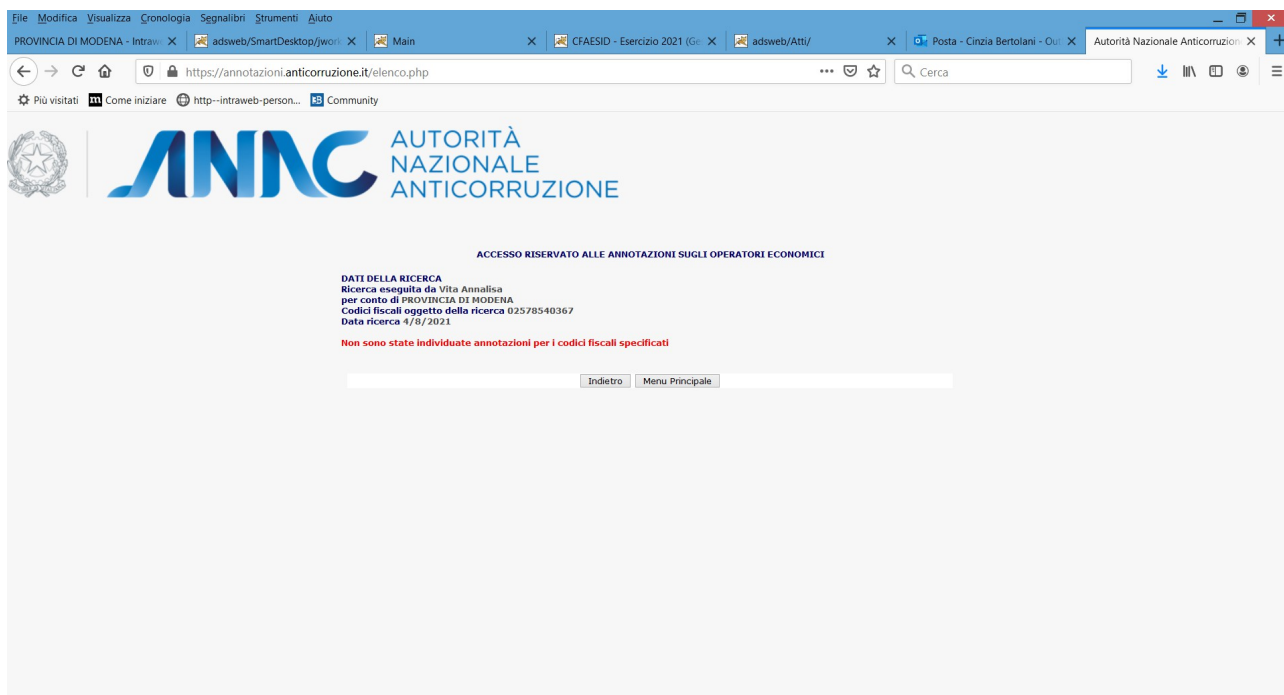 File Modifica Visualizza Cronologia Segnalibri Strumenti Aiuto
PROVINCIA DI MODENA - Intraw adsweb/SmartDesktop/jwork Main CFAESID - Esercizio 2021 (Ge adsweb/Atti/ Posta - Cinzia Bertolani - Out Autorità Nazionale Anticorruzion
https://annotazioni.anticorruzione.it/elenco.php Cerca
Più visitati Come iniziare http--intraweb-person... Community
ANAC
AUTORITÀ
NAZIONALE
ANTICORRUZIONE
ACCESSO RISERVATO ALLE ANNOTAZIONI SUGLI OPERATORI ECONOMICI
DATI DELLA RICERCA
Ricerca eseguita da Vita Annalisa
per conto di PROVINCIA DI MODENA
Codici fiscali oggetto della ricerca 02578540367
Data ricerca 4/8/2021
Non sono state individuate annotazioni per i codici fiscali specificati
Indietro Menu Principale